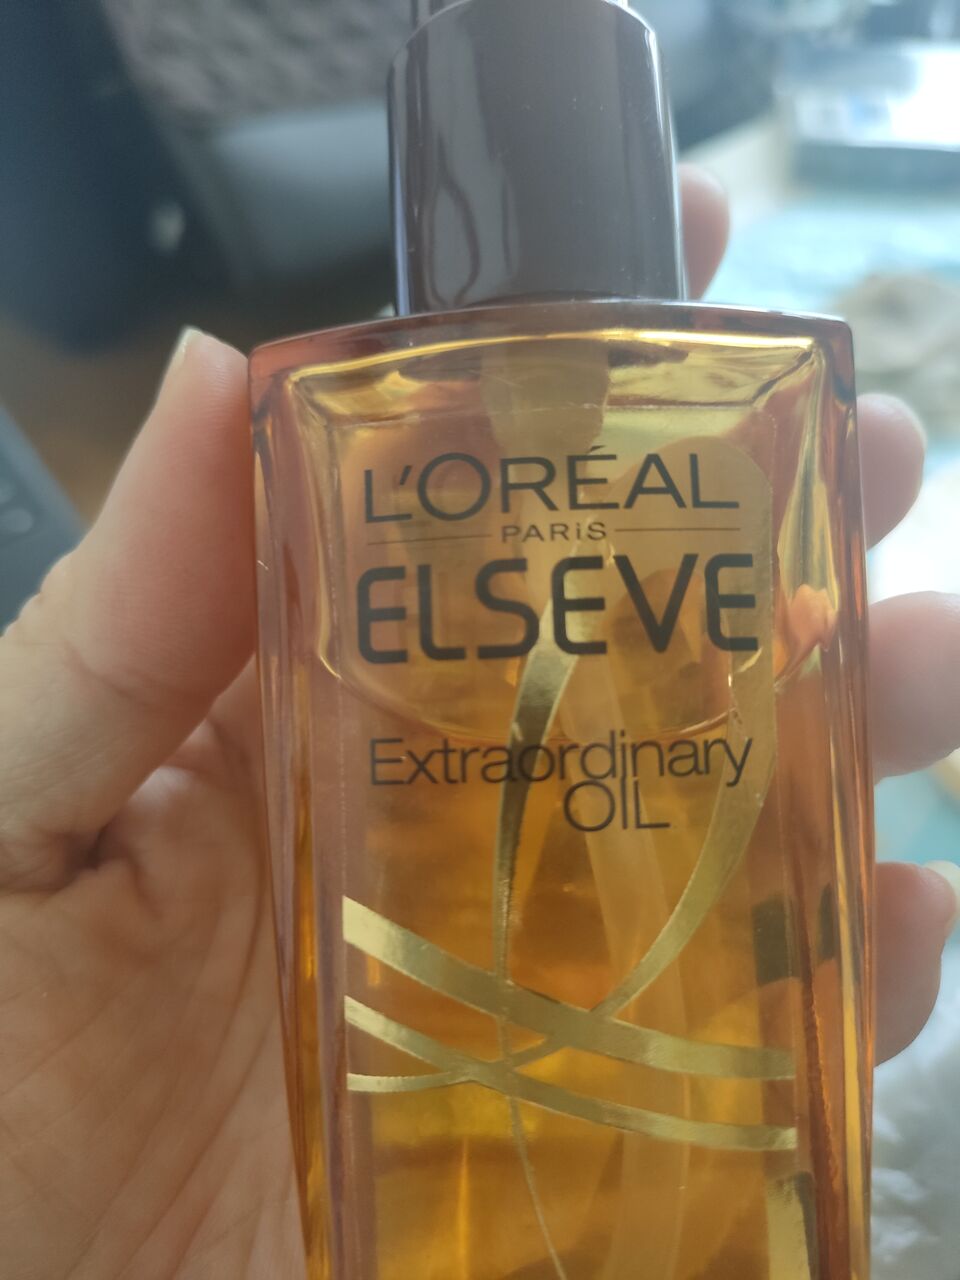 L'ORÉAL
PARIS
ELSEVE
Extraordinary
OIL